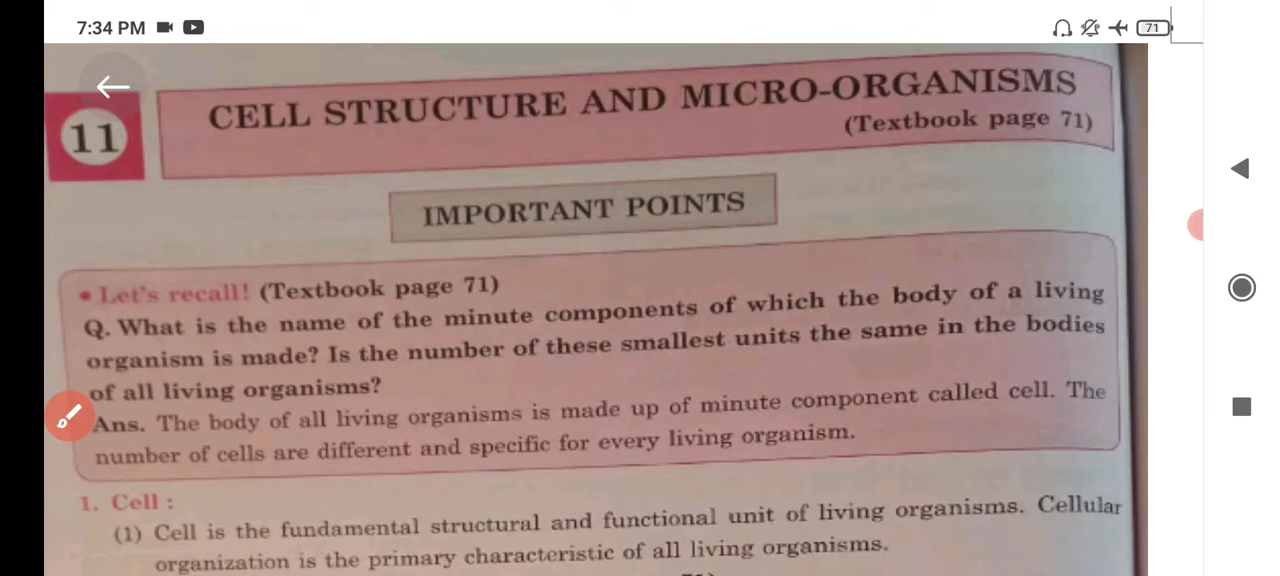 7:34 PM
71
11
CELL STRUCTURE AND MICRO-ORGANISMS
(Textbook page 71)
IMPORTANT POINTS
• Let's recall! (Textbook page 71)
Q. What is the name of the minute components of which the body of a living
organism is made? Is the number of these smallest units the same in the bodies
of all living organisms?
Ans. The body of all living organisms is made up of minute component called cell. The
number of cells are different and specific for every living organism.
1. Cell :
(1) Cell is the fundamental structural and functional unit of living organisms. Cellular
organization is the primary characteristic of all living organisms.